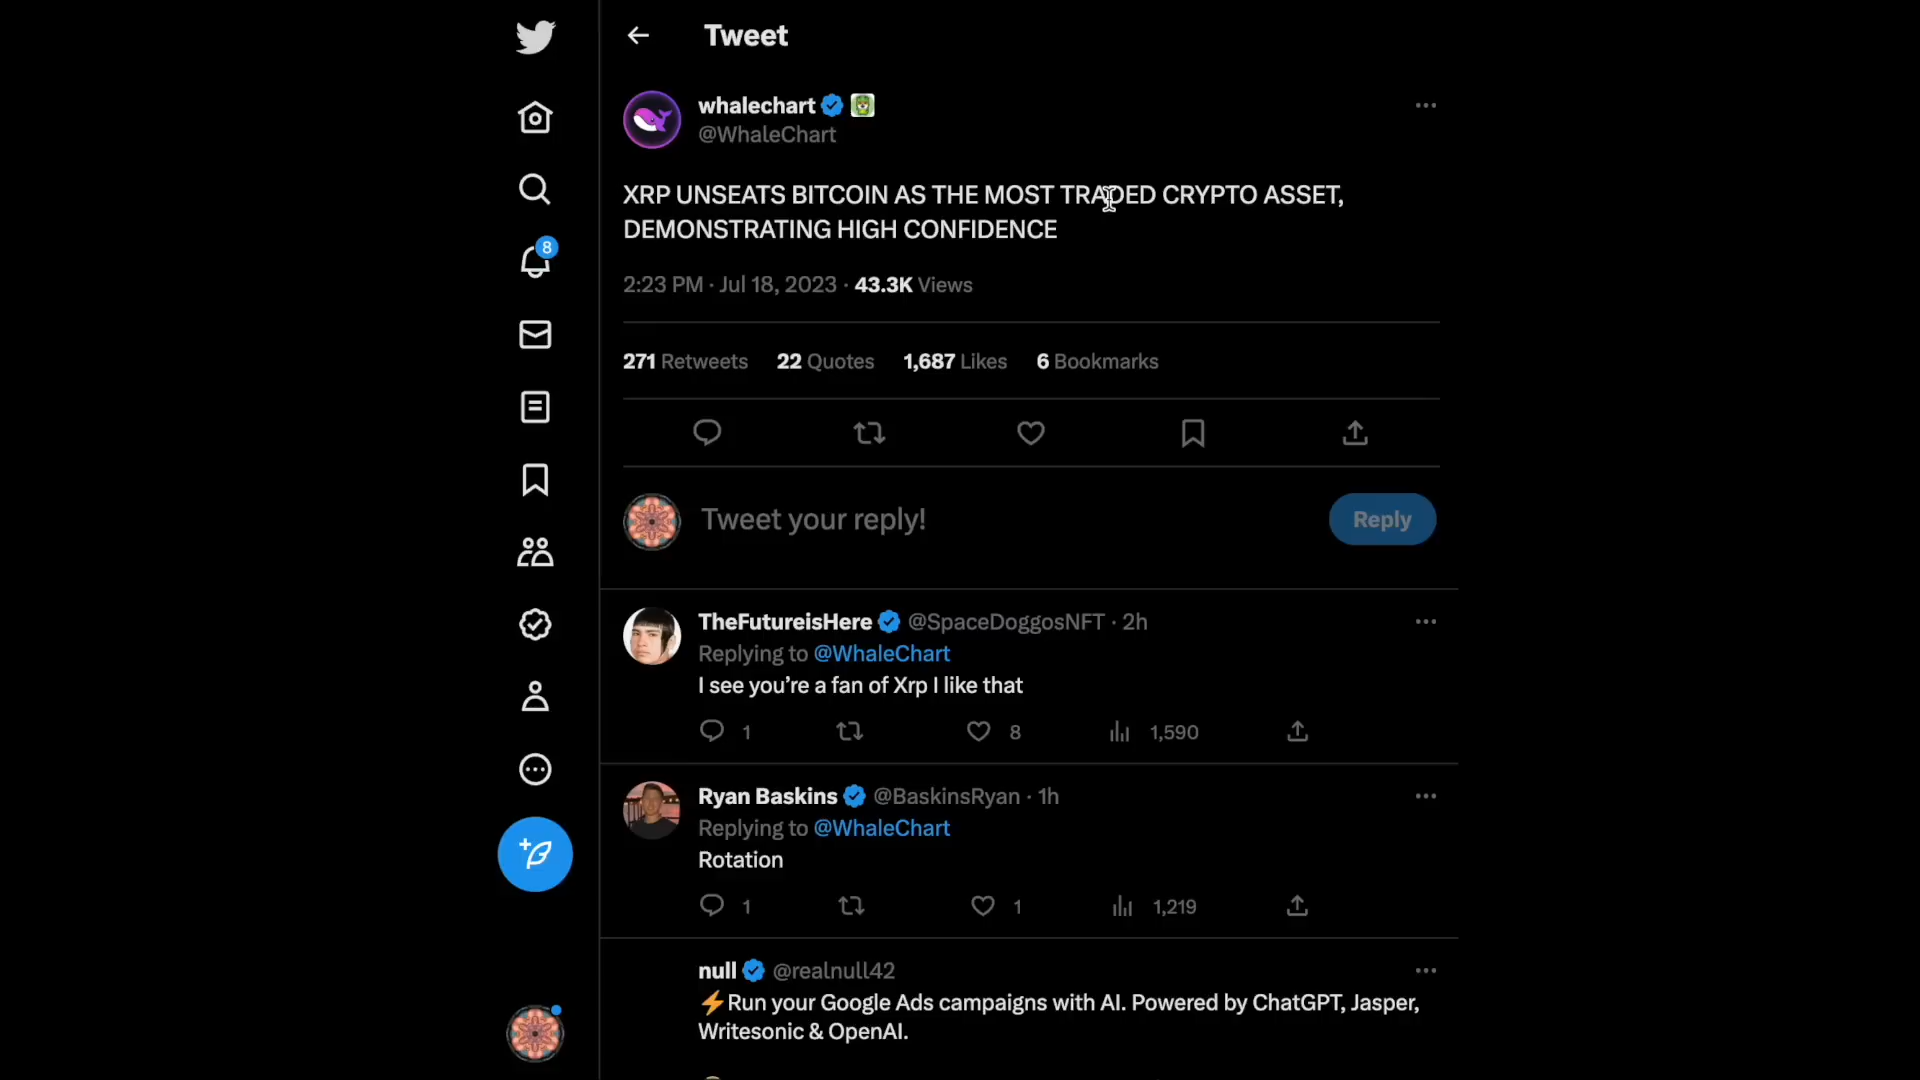 Tweet
whalechart
@WhaleChart
XRP UNSEATS BITCOIN AS THE MOST TRADED CRYPTO ASSET,
DEMONSTRATING HIGH CONFIDENCE
2:23 PM · Jul 18, 2023 · 43.3K Views
271 Retweets 22 Quotes 1,687 Likes 6 Bookmarks
8
Tweet your reply!
Reply
TheFutureisHere @SpaceDoggosNFT · 2h
Replying to @WhaleChart
I see you’re a fan of Xrp I like that
1 8 1,590
Ryan Baskins @BaskinsRyan · 1h
Replying to @WhaleChart
Rotation
1 1 1,219
null @realnull42
⚡Run your Google Ads campaigns with AI. Powered by ChatGPT, Jasper,
Writesonic & OpenAI.